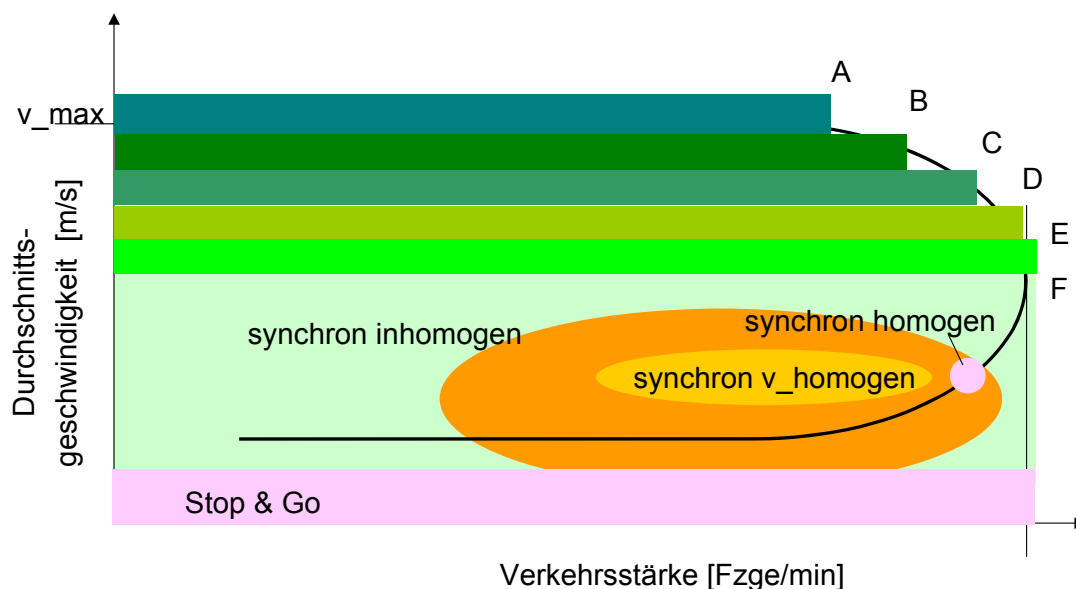 A
B
v_max
C
D
E
F
Durchschnitts-
geschwindigkeit [m/s]
synchron homogen
synchron inhomogen
synchron v_homogen
Stop & Go
Verkehrsstärke [Fzge/min]